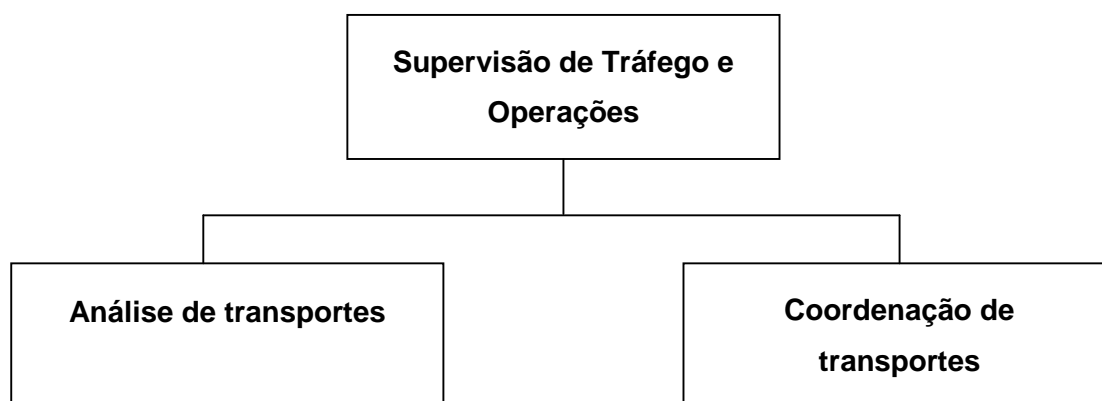 Supervisão de Tráfego e
Operações
Análise de transportes
Coordenação de
transportes